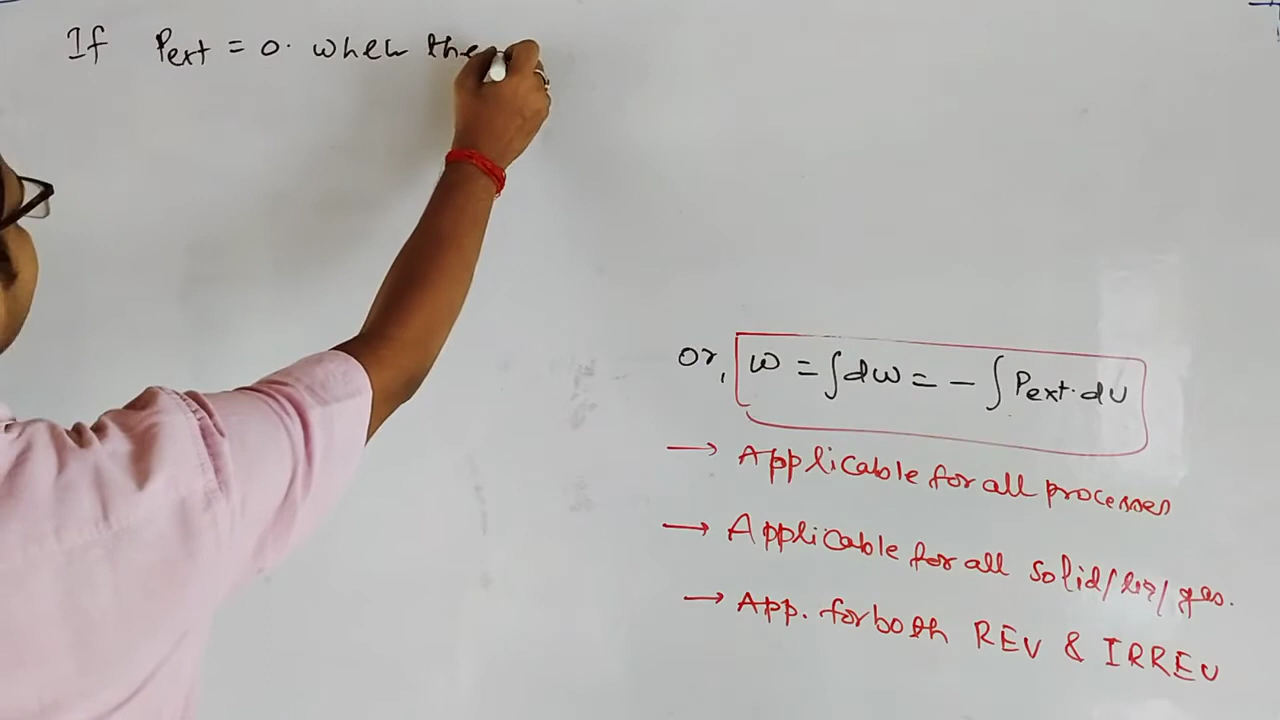 If Pext = 0. when the
or, w = ∫dw = - ∫ Pext. dv
→ Applicable for all processes
→ Applicable for all solid/liq/gas.
→ App. for both REV & IRREV